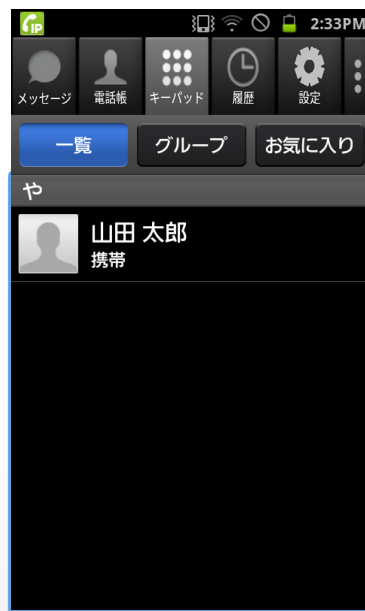 IP 2:33PM
メッセージ 電話帳 キーパッド 履歴 設定
一覧 グループ お気に入り
や
山田 太郎
携帯